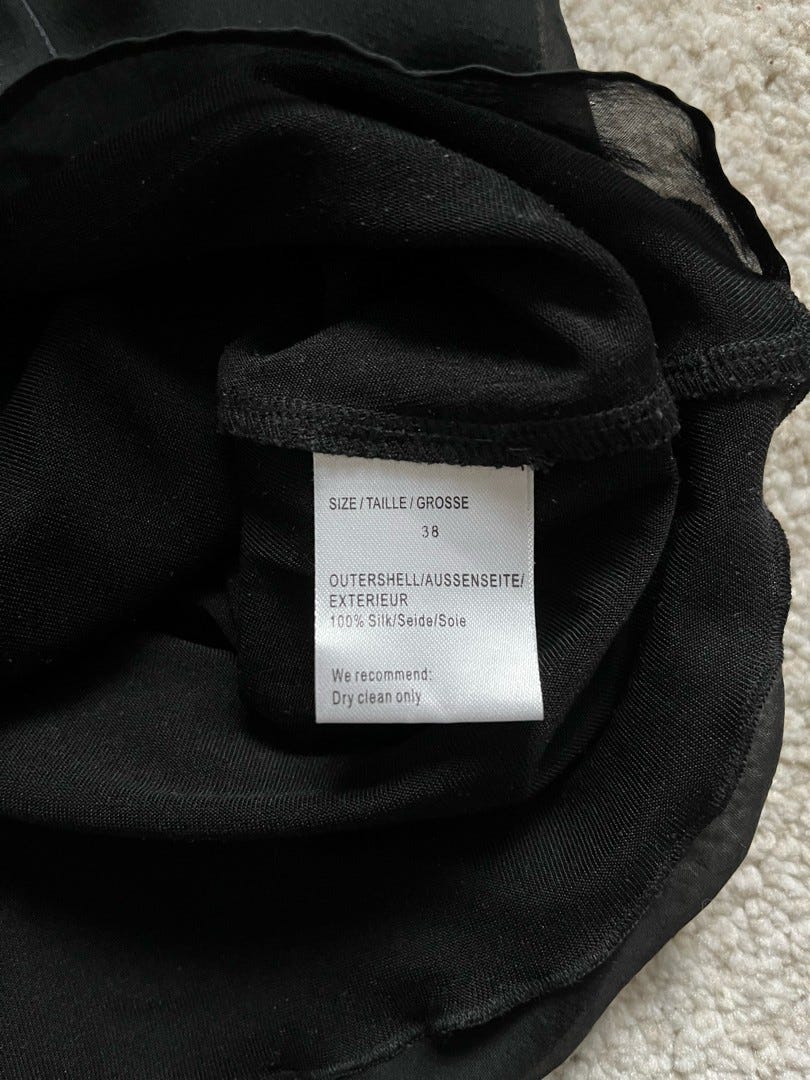 SIZE/TAILLE/GROSSE
38
OUTERSHELL/AUSSENSEITE/
EXTERIEUR
100% Silk/Seide/Soie
We recommend:
Dry clean only